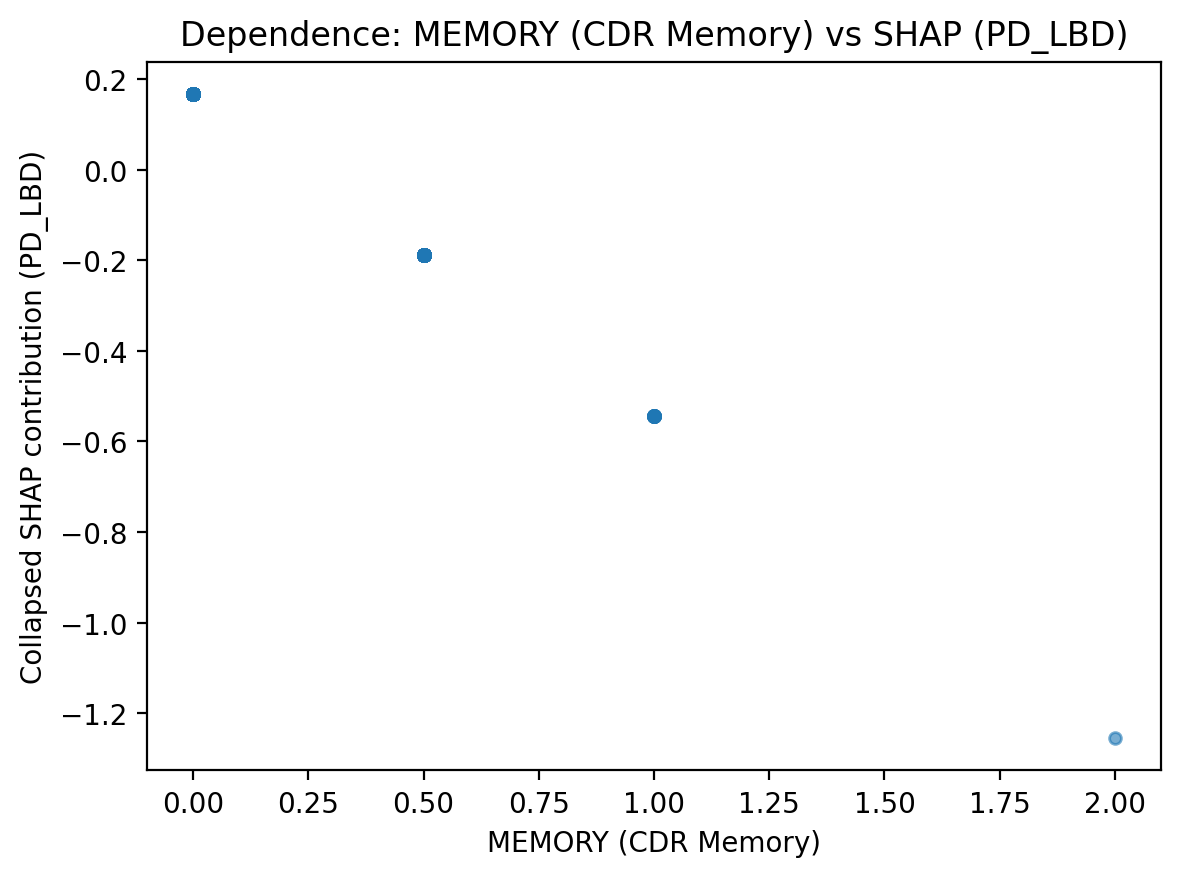 Dependence: MEMORY (CDR Memory) vs SHAP (PD_LBD)
Collapsed SHAP contribution (PD_LBD)
0.2
0.0
−0.2
−0.4
−0.6
−0.8
−1.0
−1.2
0.00 0.25 0.50 0.75 1.00 1.25 1.50 1.75 2.00
MEMORY (CDR Memory)